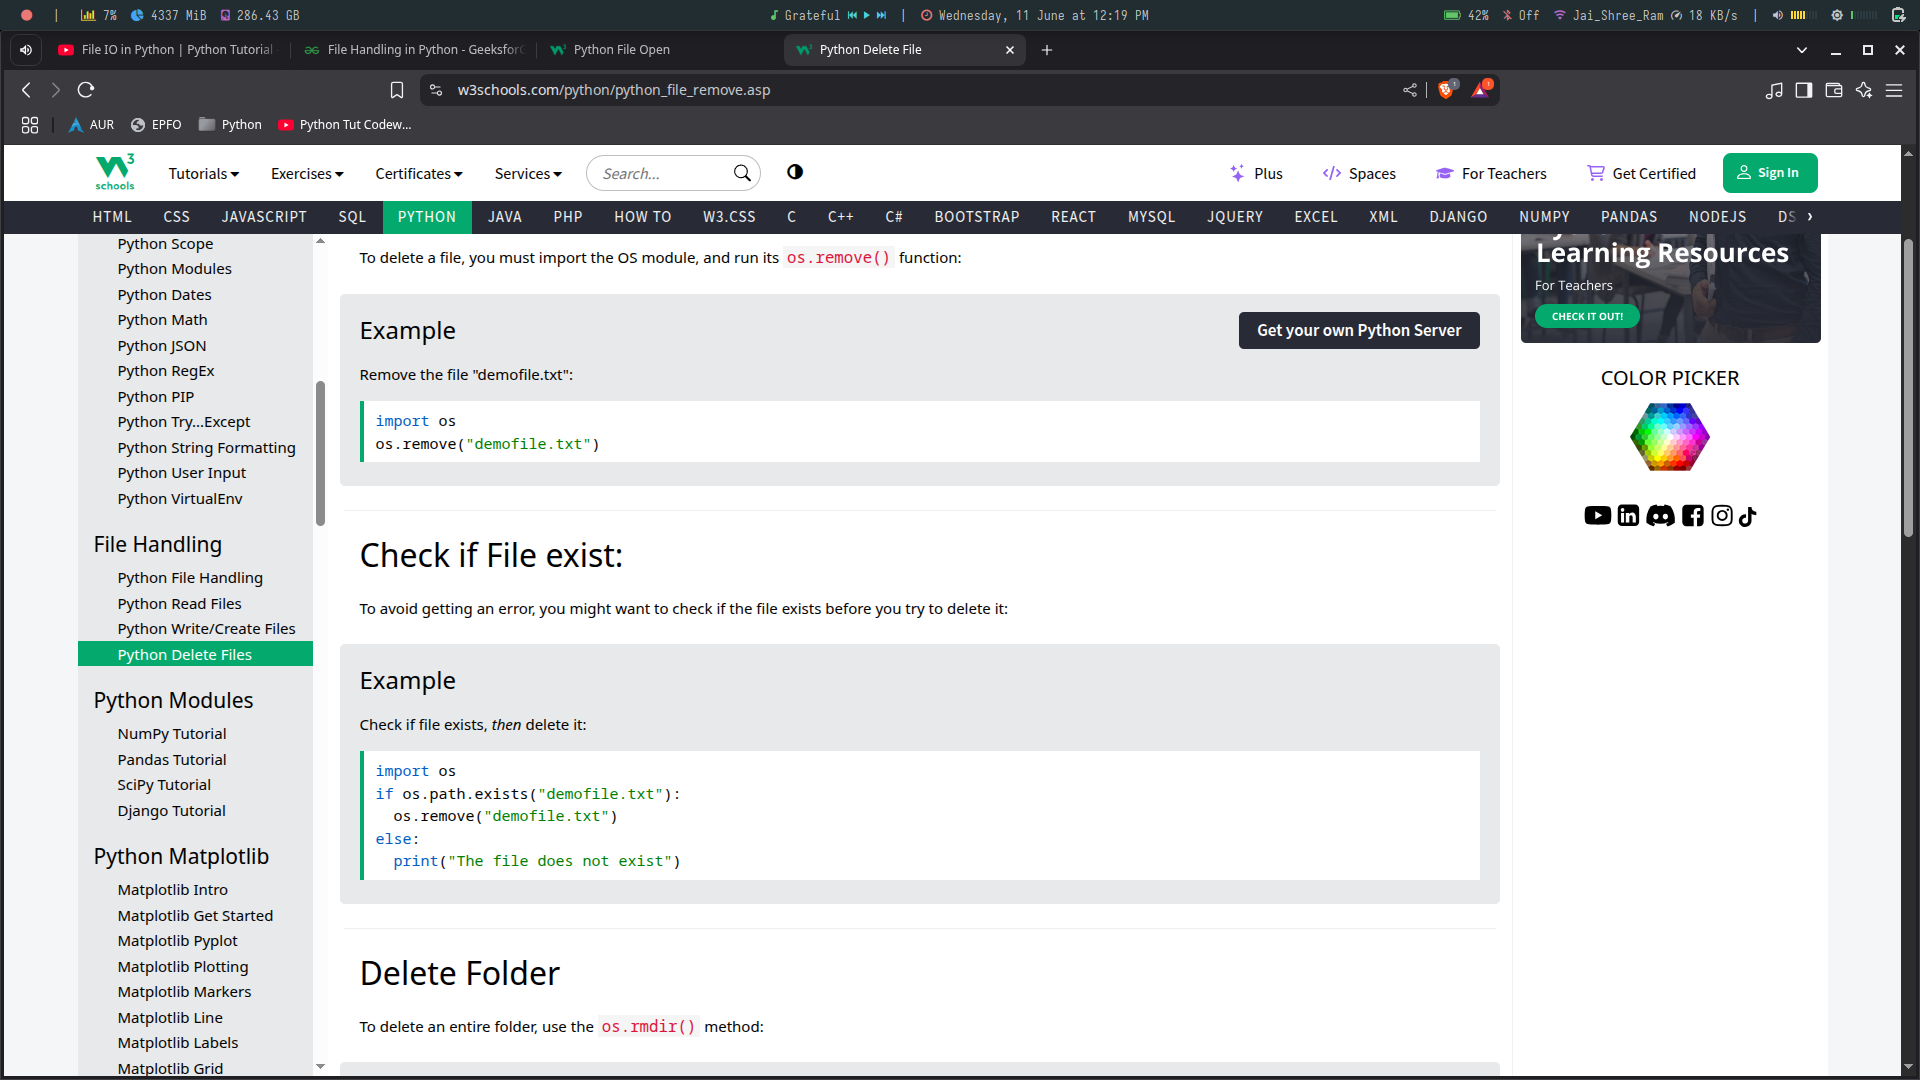 7% 4337 MiB 286.43 GB Grateful Wednesday, 11 June at 12:19 PM 42% Off Jai_Shree_Ram 18 KB/s
File IO in Python | Python Tutorial File Handling in Python - Geeksfor Python File Open Python Delete File
w3schools.com/python/python_file_remove.asp
AUR EPFO Python Python Tut Codew...
W3 schools Tutorials Exercises Certificates Services Search... Plus Spaces For Teachers Get Certified Sign In
HTML CSS JAVASCRIPT SQL PYTHON JAVA PHP HOW TO W3.CSS C C++ C# BOOTSTRAP REACT MYSQL JQUERY EXCEL XML DJANGO NUMPY PANDAS NODEJS DS
Python Scope
Python Modules
Python Dates
Python Math
Python JSON
Python RegEx
Python PIP
Python Try...Except
Python String Formatting
Python User Input
Python VirtualEnv
File Handling
Python File Handling
Python Read Files
Python Write/Create Files
Python Delete Files
Python Modules
NumPy Tutorial
Pandas Tutorial
SciPy Tutorial
Django Tutorial
Python Matplotlib
Matplotlib Intro
Matplotlib Get Started
Matplotlib Pyplot
Matplotlib Plotting
Matplotlib Markers
Matplotlib Line
Matplotlib Labels
Matplotlib Grid
To delete a file, you must import the OS module, and run its os.remove() function:
Example
Get your own Python Server
Remove the file "demofile.txt":
import os
os.remove("demofile.txt")
Check if File exist:
To avoid getting an error, you might want to check if the file exists before you try to delete it:
Example
Check if file exists, then delete it:
import os
if os.path.exists("demofile.txt"):
  os.remove("demofile.txt")
else:
  print("The file does not exist")
Delete Folder
To delete an entire folder, use the os.rmdir() method:
Learning Resources
For Teachers
CHECK IT OUT!
COLOR PICKER